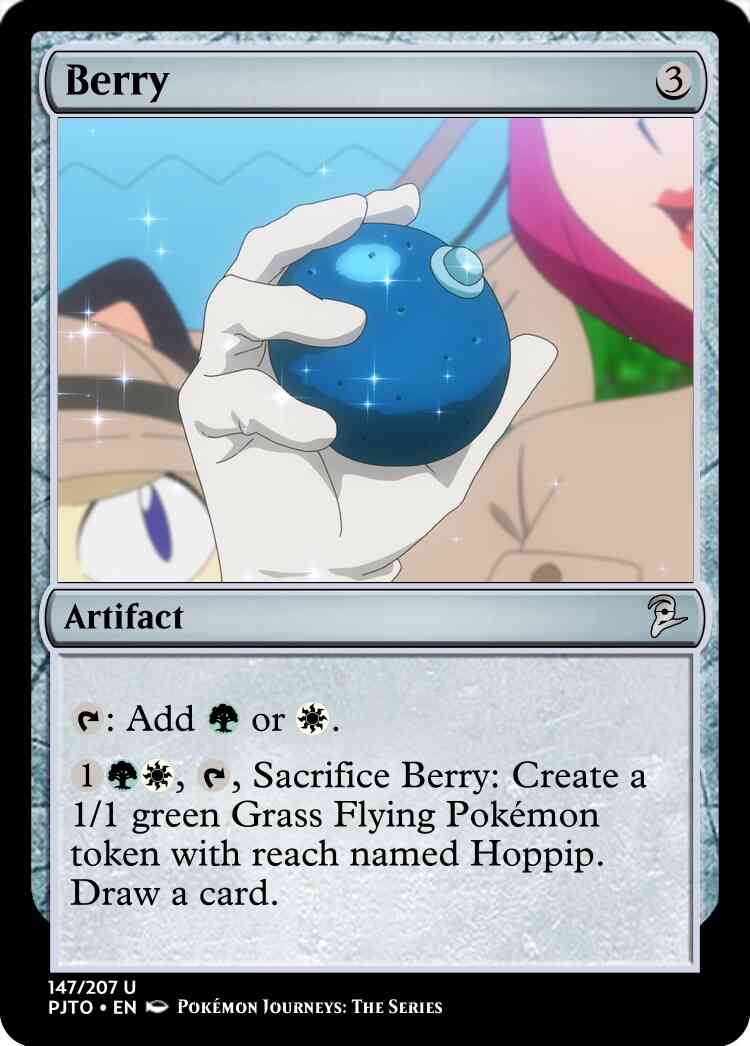 Berry 3
Artifact
: Add or .
1 , , Sacrifice Berry: Create a
1/1 green Grass Flying Pokémon
token with reach named Hoppip.
Draw a card.
147/207 U
PJTO • EN Pokémon Journeys: The Series